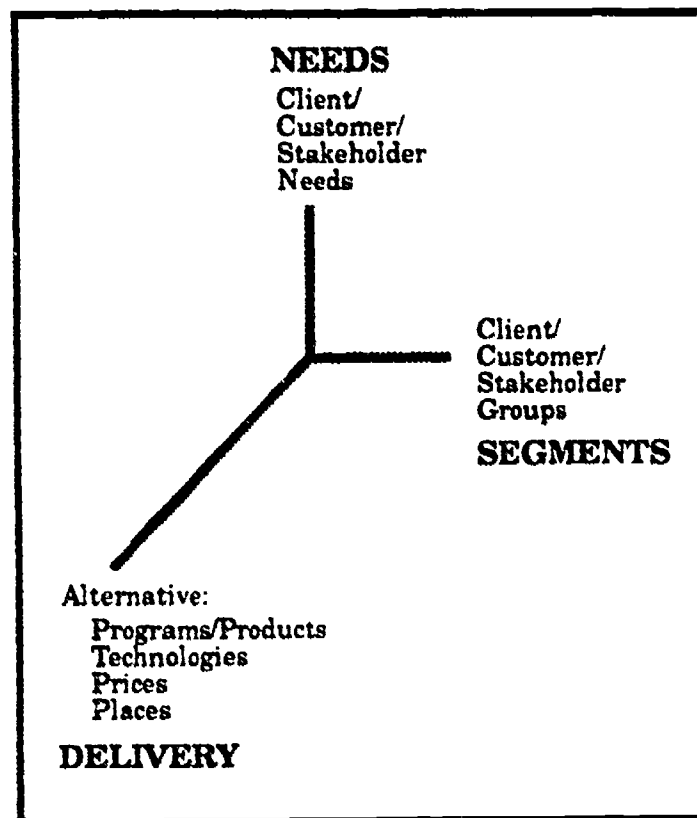 NEEDS
Client/
Customer/
Stakeholder
Needs
Client/
Customer/
Stakeholder
Groups
SEGMENTS
Alternative:
Programs/Products
Technologies
Prices
Places
DELIVERY